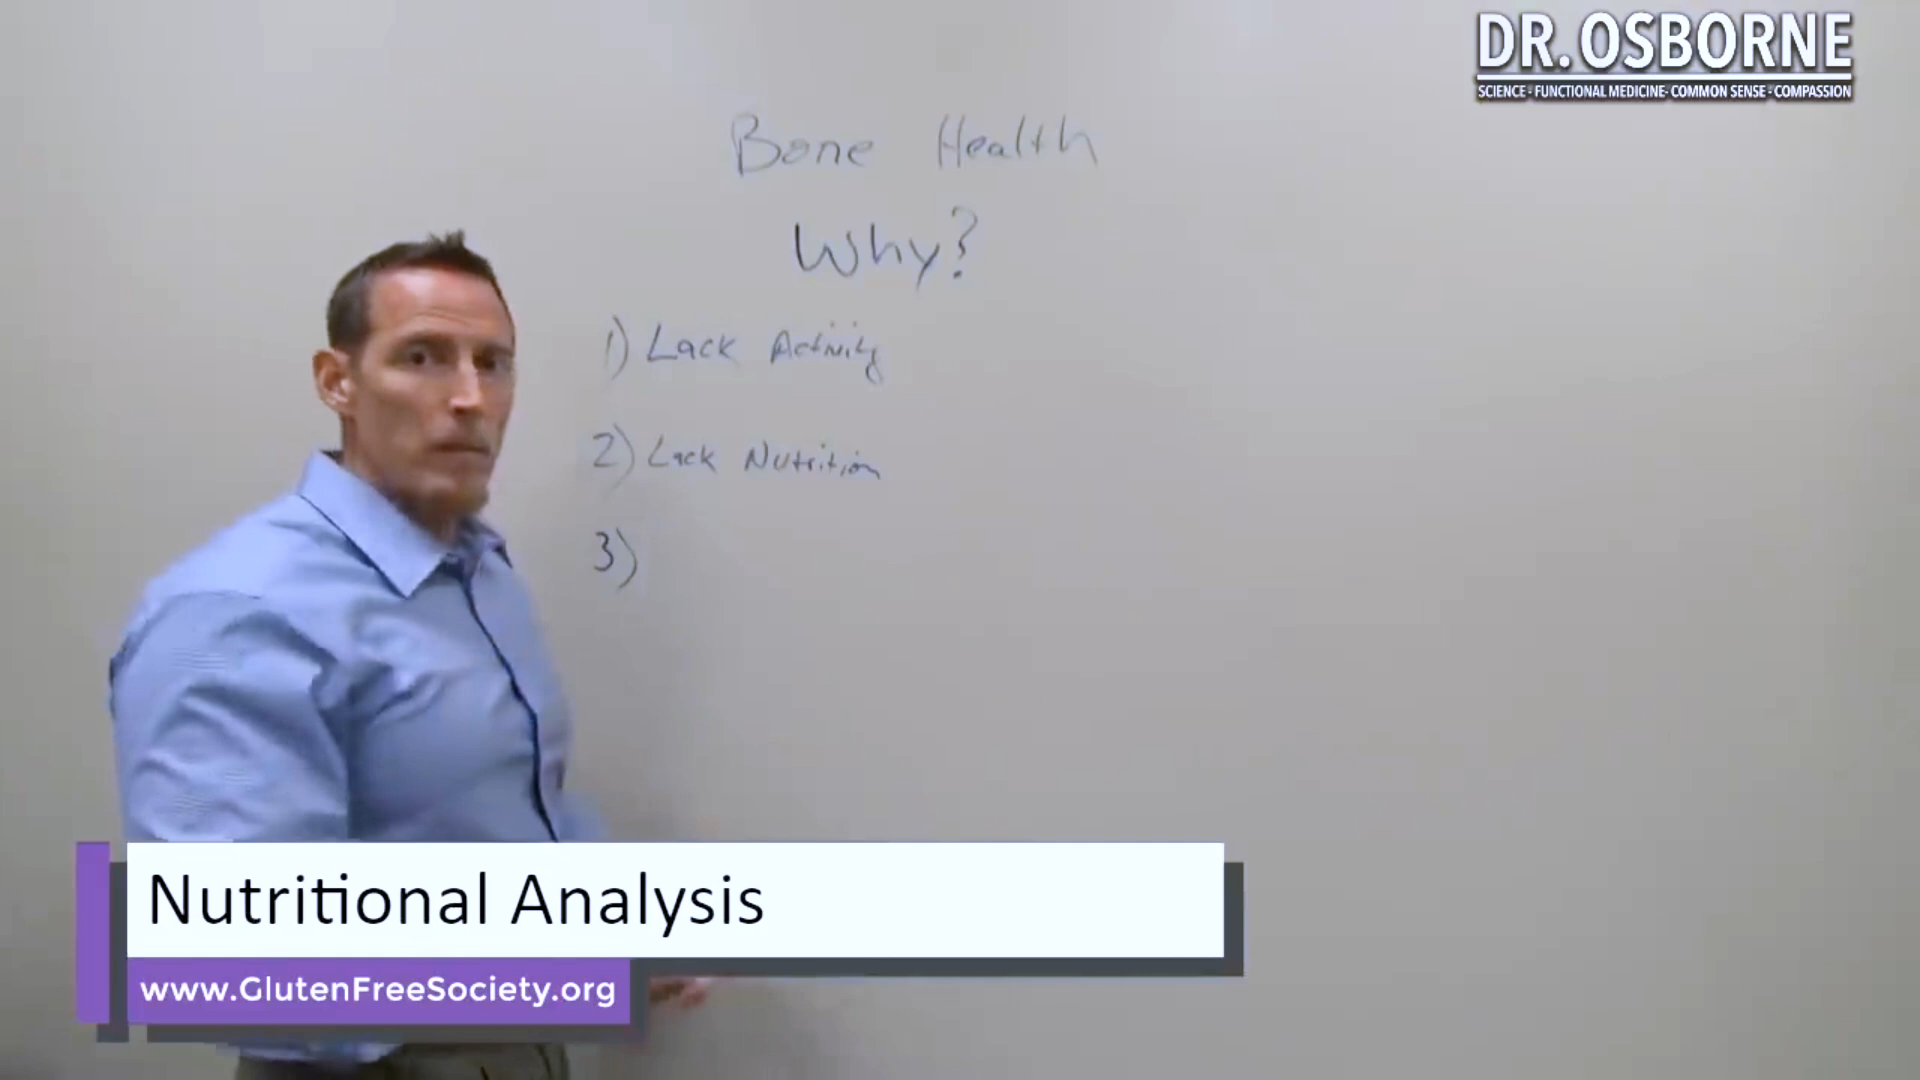 DR. OSBORNE
SCIENCE - FUNCTIONAL MEDICINE- COMMON SENSE - COMPASSION
Bone Health
Why?
1) Lack Activity
2) Lack Nutrition
3)
Nutritional Analysis
www.GlutenFreeSociety.org